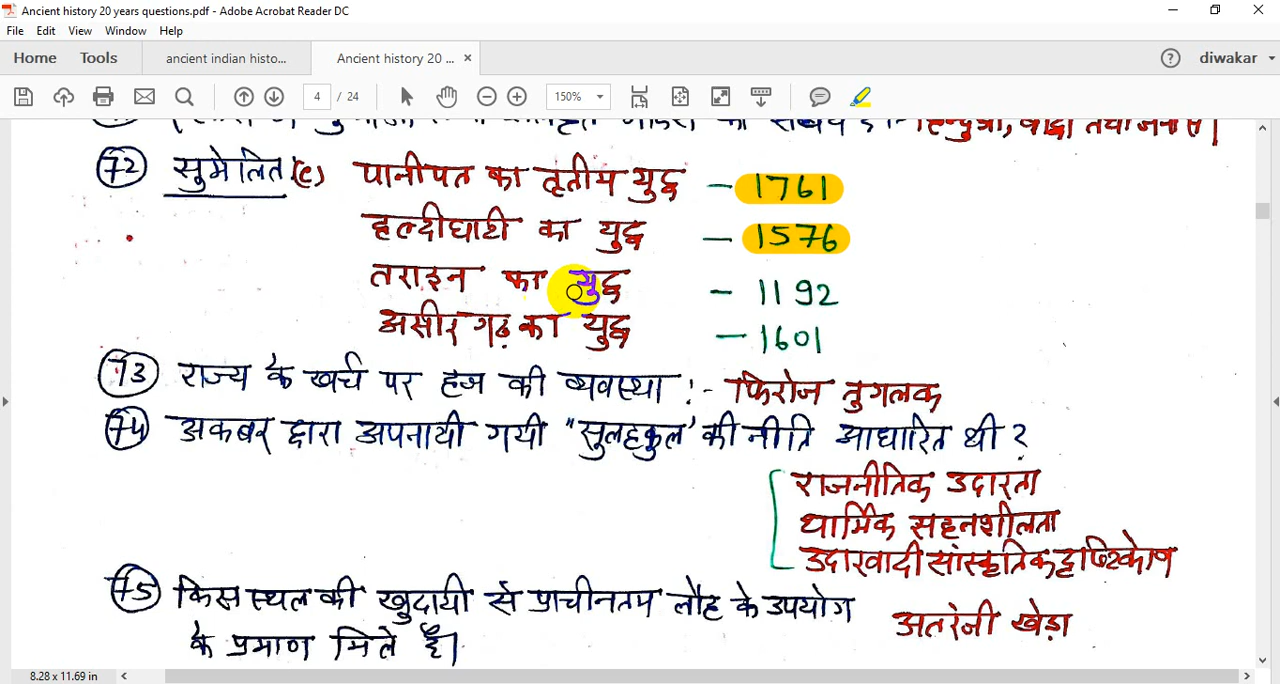 Ancient history 20 years questions.pdf - Adobe Acrobat Reader DC
File Edit View Window Help
Home Tools ancient indian histo... Ancient history 20 ... × diwakar
4 / 24 150%
हिन्दुओं, बौद्धों तथा जैनों से।
72 सुमेलित (c) पानीपत का तृतीय युद्ध – 1761
हल्दीघाटी का युद्ध – 1576
तराइन का युद्ध – 1192
असीर गढ़ का युद्ध – 1601
73 राज्य के खर्च पर हज की व्यवस्था :- फिरोज तुगलक
74 अकबर द्वारा अपनायी गयी "सुलहकुल' की नीति आधारित थी ?
राजनीतिक उदारता
धार्मिक सहनशीलता
उदारवादी सांस्कृतिक दृष्टिकोण
75 किस स्थल की खुदायी से प्राचीनतम लौह के उपयोग
के प्रमाण मिले हैं। अतरंजी खेड़ा
8.28 x 11.69 in